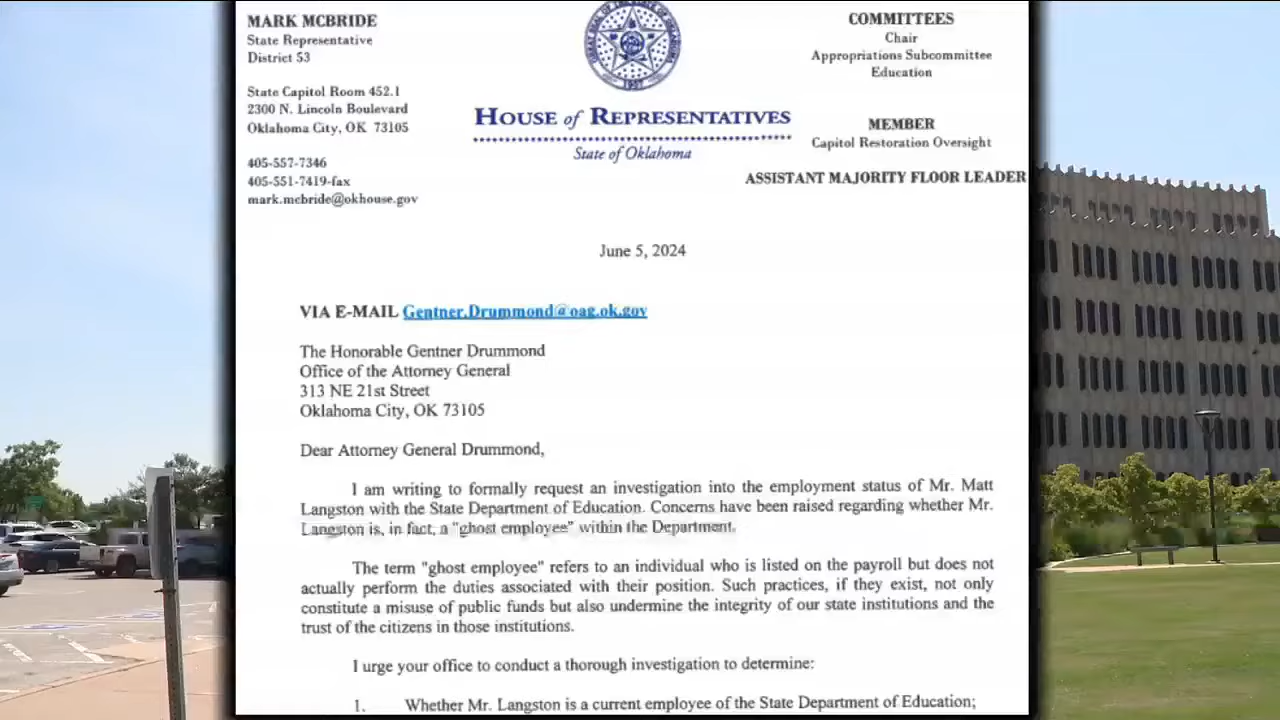 MARK MCBRIDE
State Representative
District 53
State Capitol Room 452.1
2300 N. Lincoln Boulevard
Oklahoma City, OK 73105
405-557-7346
405-551-7419-fax
mark.mcbride@okhouse.gov
1907
HOUSE of REPRESENTATIVES
State of Oklahoma
COMMITTEES
Chair
Appropriations Subcommittee
Education
MEMBER
Capitol Restoration Oversight
ASSISTANT MAJORITY FLOOR LEADER
June 5, 2024
VIA E-MAIL Gentner.Drummond@oag.ok.gov
The Honorable Gentner Drummond
Office of the Attorney General
313 NE 21st Street
Oklahoma City, OK 73105
Dear Attorney General Drummond,
I am writing to formally request an investigation into the employment status of Mr. Matt
Langston with the State Department of Education. Concerns have been raised regarding whether Mr.
Langston is, in fact, a "ghost employee" within the Department.
The term "ghost employee" refers to an individual who is listed on the payroll but does not
actually perform the duties associated with their position. Such practices, if they exist, not only
constitute a misuse of public funds but also undermine the integrity of our state institutions and the
trust of the citizens in those institutions.
I urge your office to conduct a thorough investigation to determine:
1. Whether Mr. Langston is a current employee of the State Department of Education;